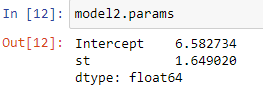 In [12]: model2.params
Out[12]: Intercept    6.582734
st           1.649020
dtype: float64